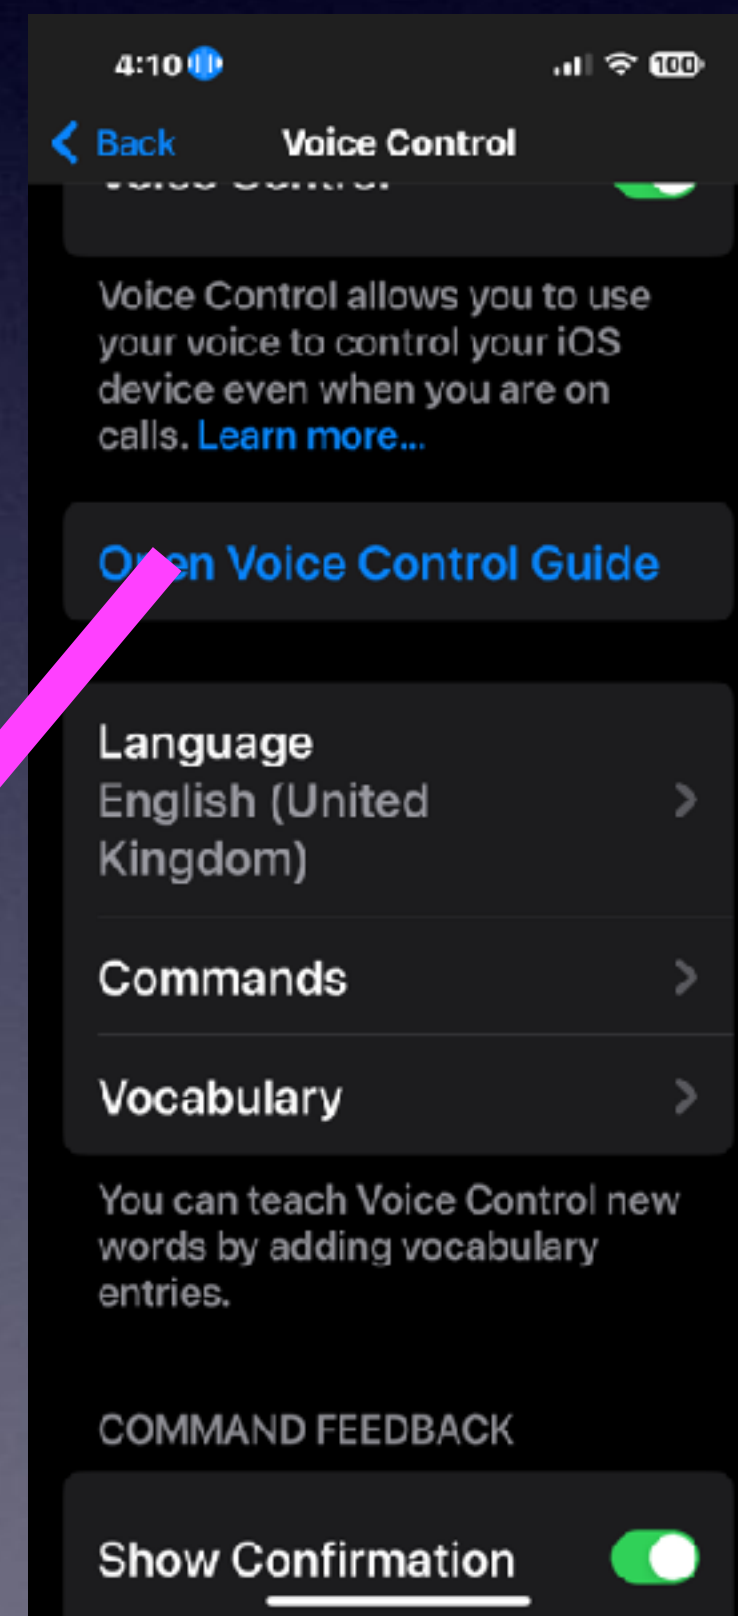 4:10
100
Back
Voice Control
Voice Control allows you to use
your voice to control your iOS
device even when you are on
calls. Learn more...
Voice Control Guide
Language
English (United
Kingdom)
Commands
Vocabulary
You can teach Voice Control new
words by adding vocabulary
entries.
COMMAND FEEDBACK
Show Confirmation